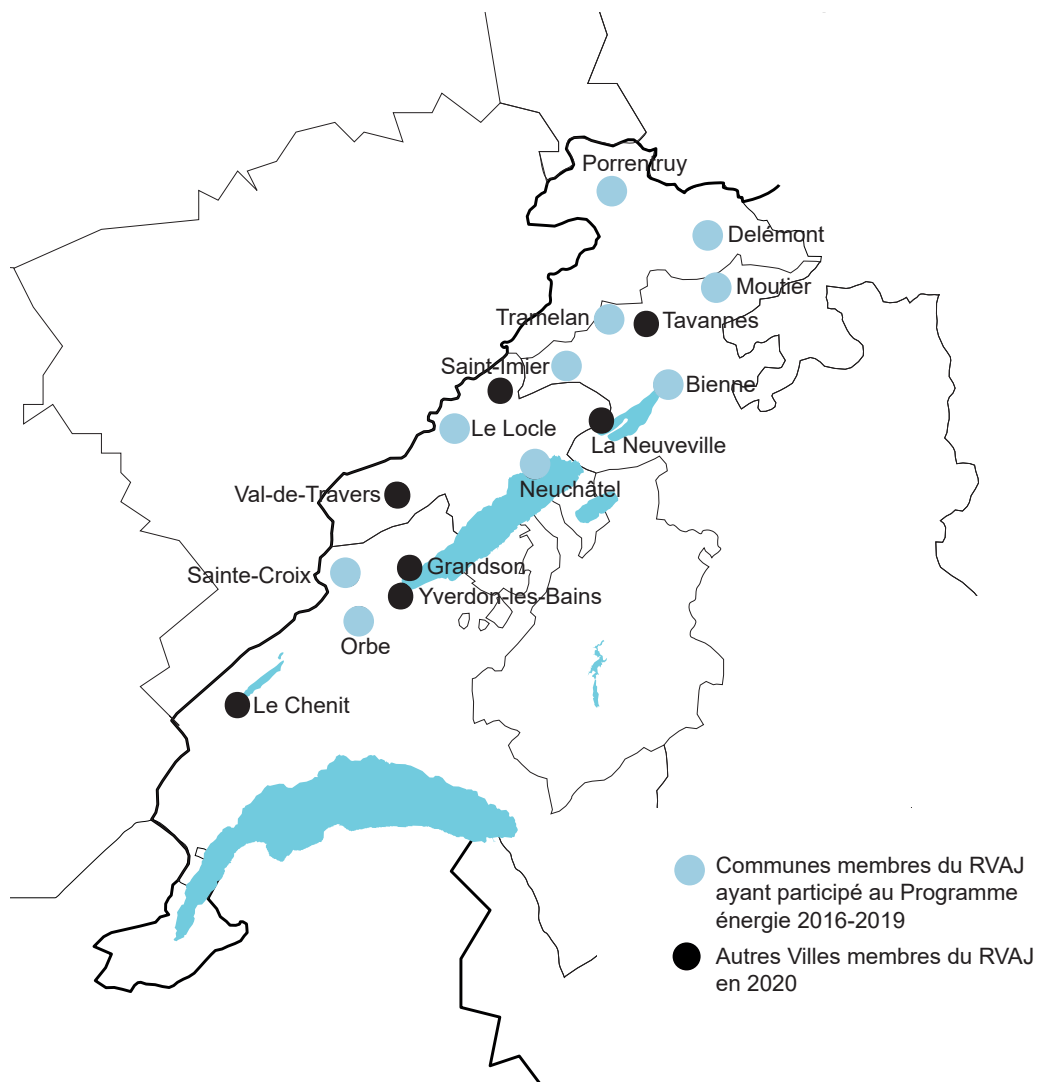 Porrentruy
Delémont
Moutier
Tramelan
Tavannes
Saint-Imier
Bienne
Le Locle
La Neuveville
Neuchâtel
Val-de-Travers
Grandson
Sainte-Croix
Yverdon-les-Bains
Orbe
Le Chenit
Communes membres du RVAJ
ayant participé au Programme
énergie 2016-2019
Autres Villes membres du RVAJ
en 2020